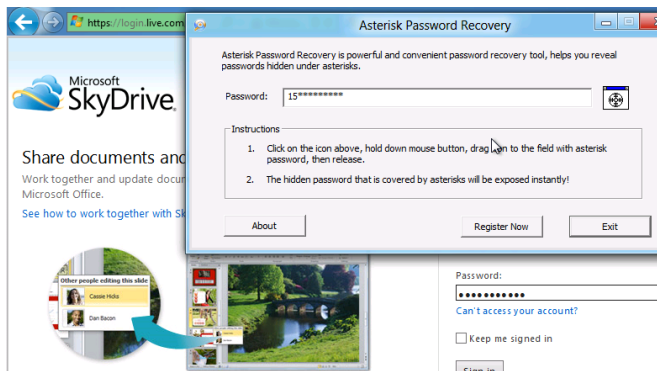 https://login.live.com
Asterisk Password Recovery
Asterisk Password Recovery is powerful and convenient password recovery tool, helps you reveal
passwords hidden under asterisks.
Password: 15*********
Instructions
1. Click on the icon above, hold down mouse button, drag to the field with asterisk
password, then release.
2. The hidden password that is covered by asterisks will be exposed instantly!
About
Register Now
Exit
Microsoft
SkyDrive
Share documents and
Work together and update docu
Microsoft Office.
See how to work together with Sk
Other people editing this slide
Cassie Hicks
Dan Bacon
Password:
●●●●●●●●●●●
Can't access your account?
Keep me signed in
Sign in